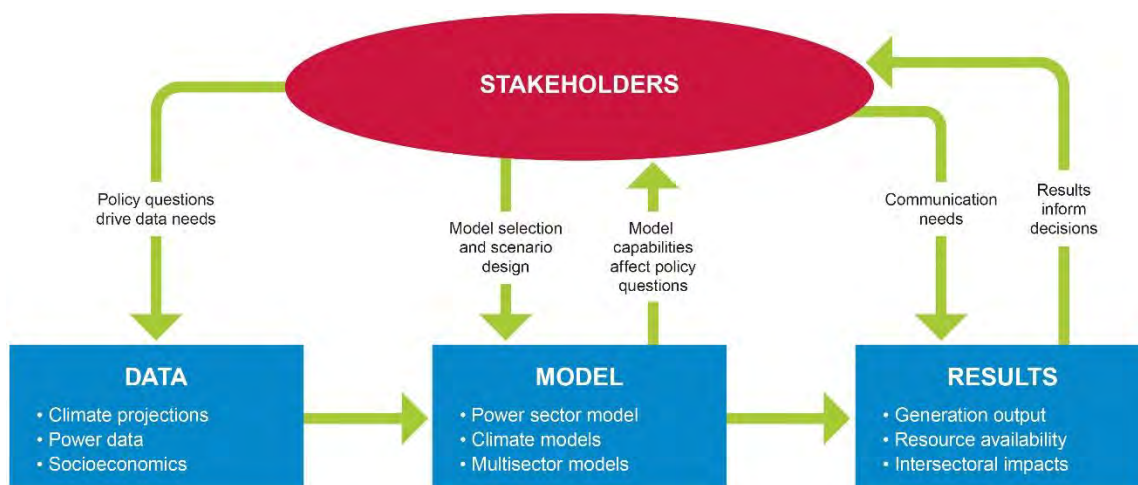 STAKEHOLDERS
Policy questions
drive data needs
Model selection
and scenario
design
Model
capabilities
affect policy
questions
Communication
needs
Results
inform
decisions
DATA
• Climate projections
• Power data
• Socioeconomics
MODEL
• Power sector model
• Climate models
• Multisector models
RESULTS
• Generation output
• Resource availability
• Intersectoral impacts